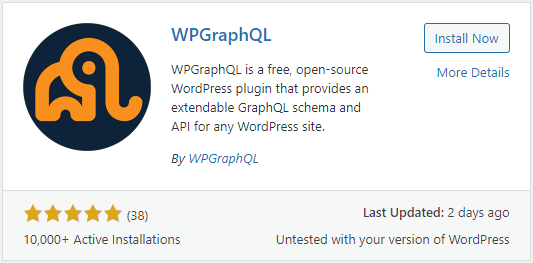 WPGraphQL
Install Now
More Details
WPGraphQL is a free, open-source
WordPress plugin that provides an
extendable GraphQL schema and
API for any WordPress site.
By WPGraphQL
(38)
Last Updated: 2 days ago
10,000+ Active Installations
Untested with your version of WordPress